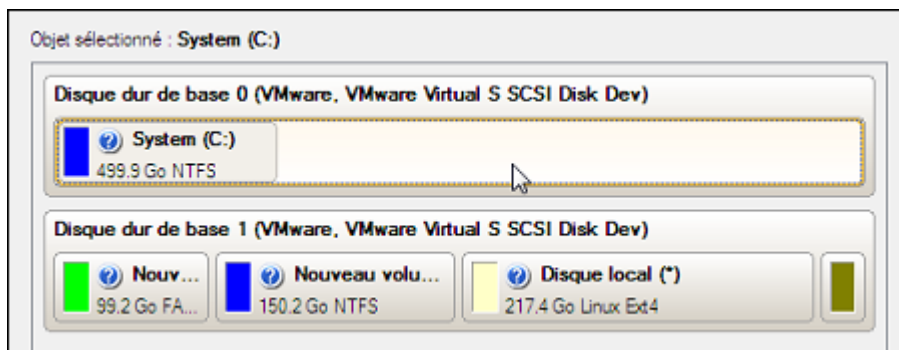 Objet sélectionné : System (C:)
Disque dur de base 0 (VMware, VMware Virtual S SCSI Disk Dev)
System (C:)
499.9 Go NTFS
Disque dur de base 1 (VMware, VMware Virtual S SCSI Disk Dev)
Nouv... Nouveau volu... Disque local (*)
99.2 Go FA... 150.2 Go NTFS 217.4 Go Linux Ext4